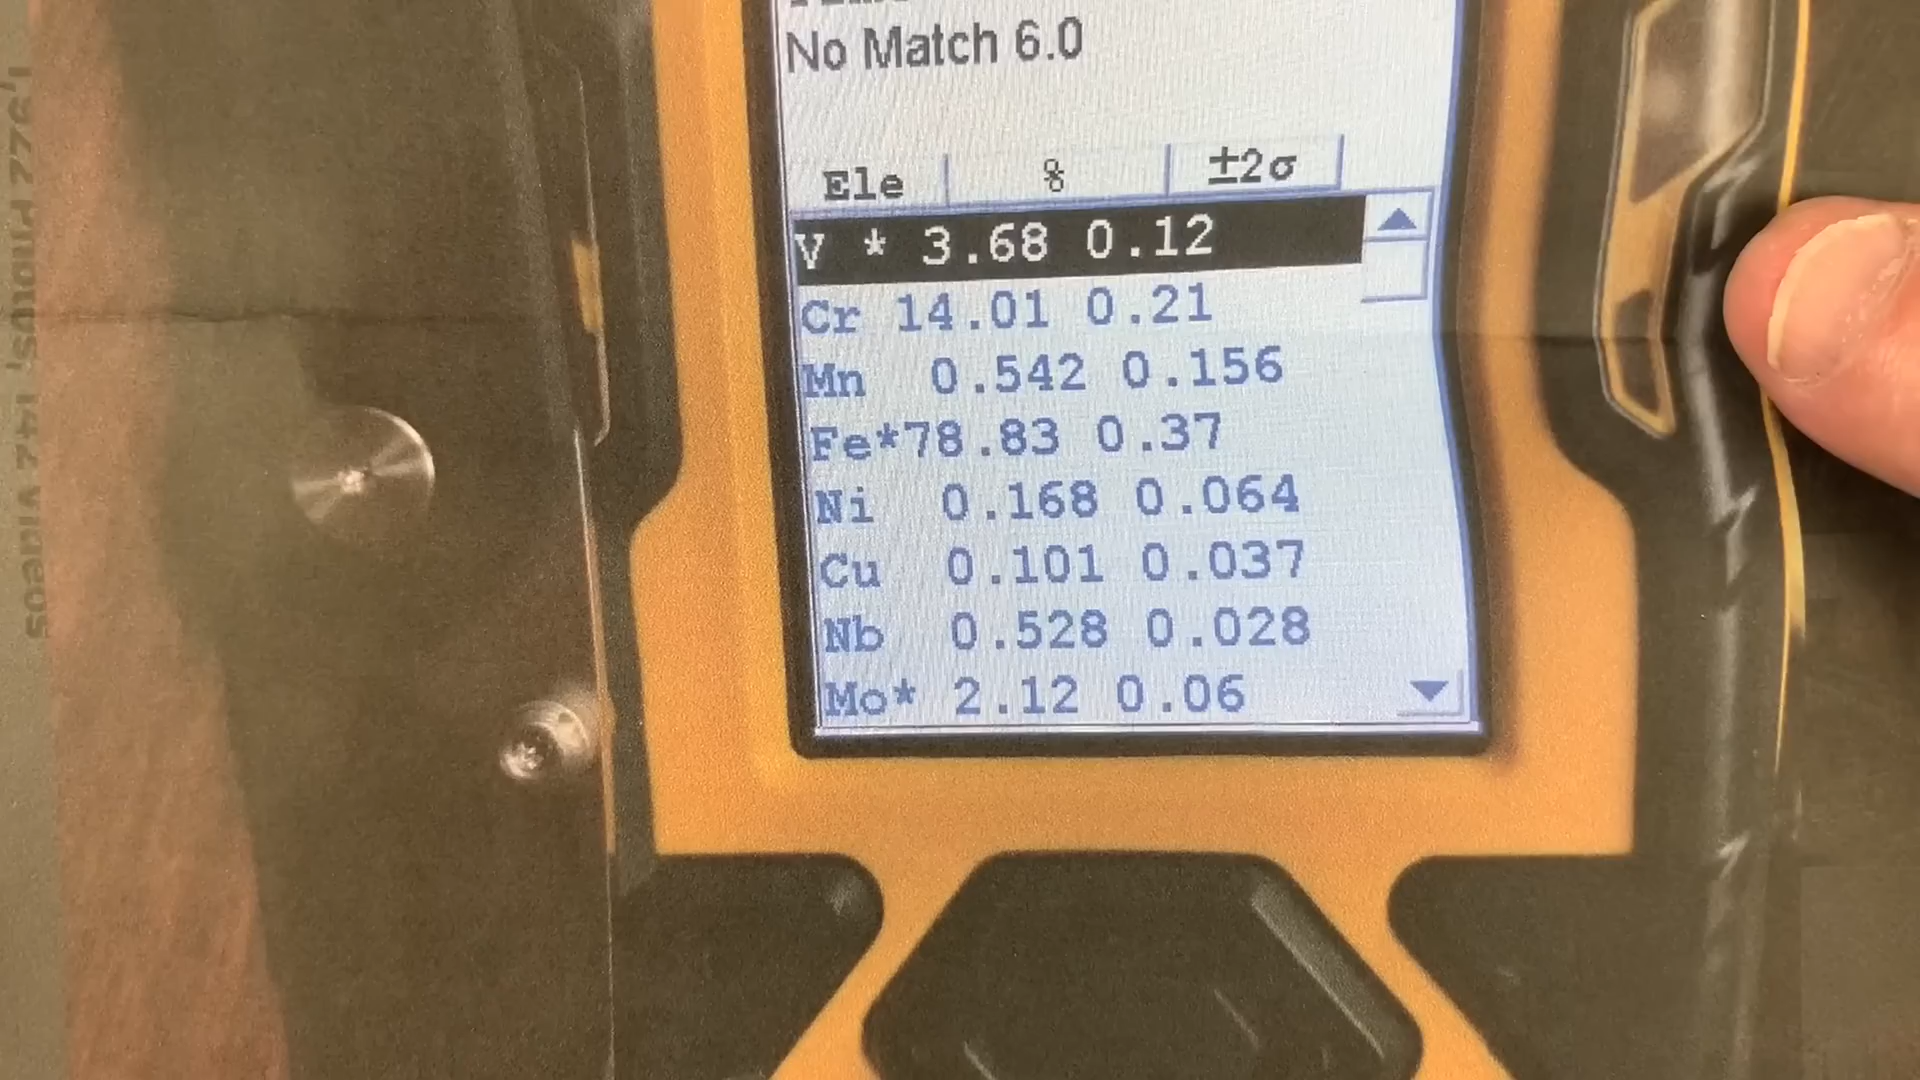 No Match 6.0
Ele % ±2σ
V * 3.68 0.12
Cr 14.01 0.21
Mn 0.542 0.156
Fe*78.83 0.37
Ni 0.168 0.064
Cu 0.101 0.037
Nb 0.528 0.028
Mo* 2.12 0.06